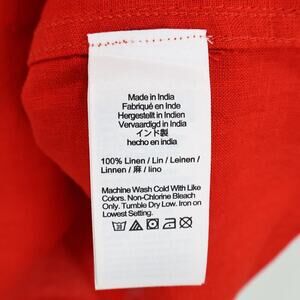 Made in India
Fabriqué en Inde
Hergestellt in Indien
Vervaardigd in India
インド製
hecho en india
100% Linen / Lin / Leinen /
Linnen / 麻 / lino
Machine Wash Cold With Like
Colors. Non-Chlorine Bleach
Only. Tumble Dry Low. Iron on
Lowest Setting.